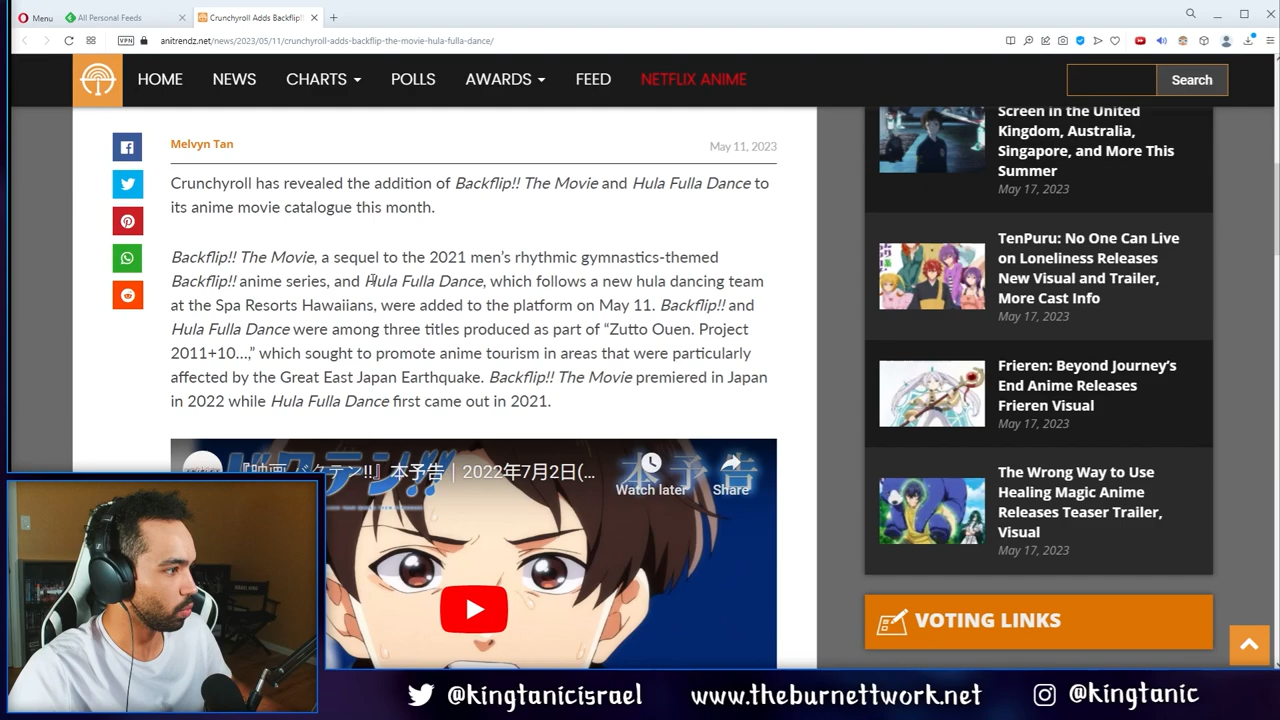 Menu
All Personal Feeds
Crunchyroll Adds Backflip!
VPN
anitrendz.net/news/2023/05/11/crunchyroll-adds-backflip-the-movie-hula-fulla-dance/
HOME
NEWS
CHARTS
POLLS
AWARDS
FEED
NETFLIX ANIME
Search
Melvyn Tan
May 11, 2023
Crunchyroll has revealed the addition of Backflip!! The Movie and Hula Fulla Dance to
its anime movie catalogue this month.
Backflip!! The Movie, a sequel to the 2021 men's rhythmic gymnastics-themed
Backflip!! anime series, and Hula Fulla Dance, which follows a new hula dancing team
at the Spa Resorts Hawaiians, were added to the platform on May 11. Backflip!! and
Hula Fulla Dance were among three titles produced as part of “Zutto Ouen. Project
2011+10...,” which sought to promote anime tourism in areas that were particularly
affected by the Great East Japan Earthquake. Backflip!! The Movie premiered in Japan
in 2022 while Hula Fulla Dance first came out in 2021.
『映画 バクテン!!』本予告｜2022年7月2日(...
本予告
Watch later
Share
Screen in the United
Kingdom, Australia,
Singapore, and More This
Summer
May 17, 2023
TenPuru: No One Can Live
on Loneliness Releases
New Visual and Trailer,
More Cast Info
May 17, 2023
Frieren: Beyond Journey's
End Anime Releases
Frieren Visual
May 17, 2023
The Wrong Way to Use
Healing Magic Anime
Releases Teaser Trailer,
Visual
May 17, 2023
VOTING LINKS
@kingtanicisrael
www.theburnettwork.net
@kingtanic